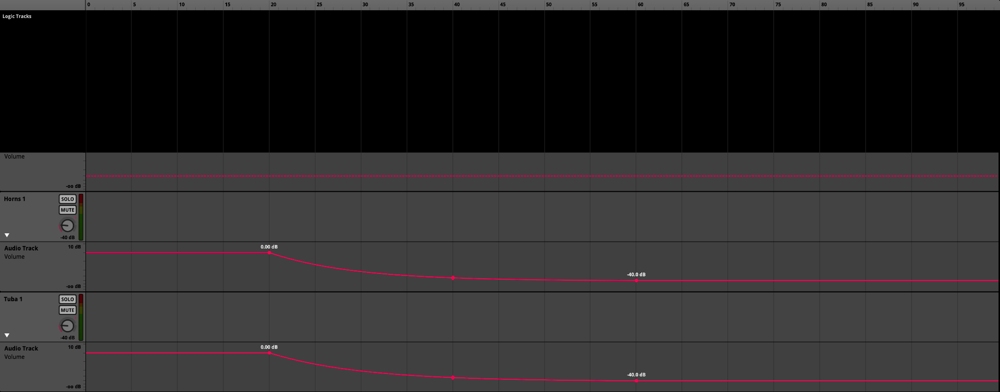 0 5 10 15 20 25 30 35 40 45 50 55 60 65 70 75 80 85 90 95
Logic Tracks
Volume
-oo dB
Horns 1
SOLO
MUTE
-40 dB
Audio Track 10 dB
Volume
0.00 dB
-40.0 dB
-oo dB
Tuba 1
SOLO
MUTE
-40 dB
Audio Track 10 dB
Volume
0.00 dB
-40.0 dB
-oo dB